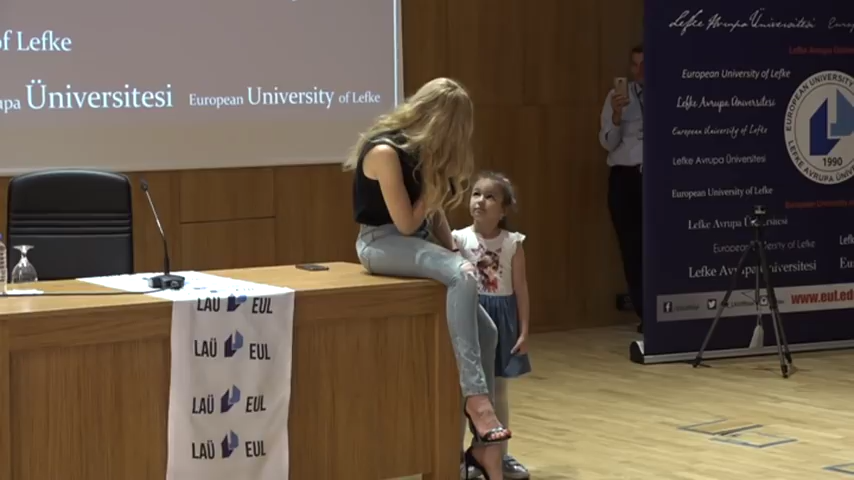 of Lefke
Üniversitesi European University of Lefke
LAÜ EUL
LAÜ EUL
LAÜ EUL
LAÜ EUL
Lefke Avrupa Üniversitesi
European University of Lefke
Lefke Avrupa Üniversitesi
European University of Lefke
Lefke Avrupa Üniversitesi
European University of Lefke
Lefke Avrupa Üniversitesi
European University of Lefke
Lefke Avrupa Üniversitesi
EUROPEAN UNIVERSITY
1990
LEFKE AVRUPA
www.eul.ed